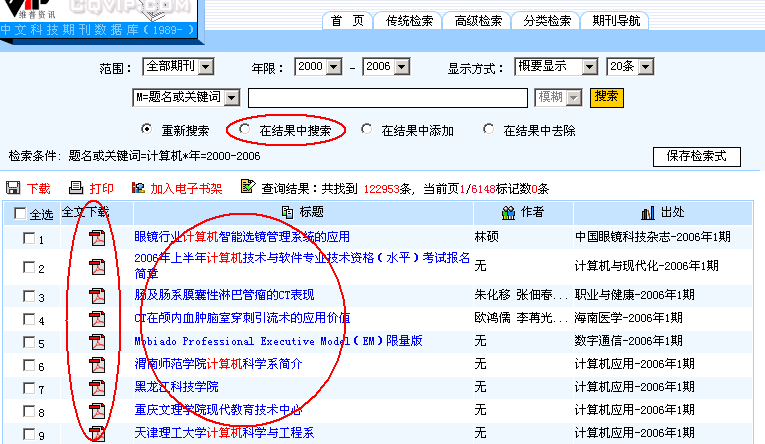 维普资讯 CQVIP.COM
中文科技期刊数据库(1989-)
首 页 传统检索 高级检索 分类检索 期刊导航
范围: 全部期刊 年限: 2000 - 2006 显示方式: 概要显示 20条
M=题名或关键词 模糊 搜索
重新搜索 在结果中搜索 在结果中添加 在结果中去除
检索条件: 题名或关键词=计算机*年=2000-2006 保存检索式
下载 打印 加入电子书架 查询结果:共找到 122953条, 当前页1/6148标记数0条
全选 全文下载 标题 作者 出处
1 眼镜行业计算机智能选镜管理系统的应用 林硕 中国眼镜科技杂志-2006年1期
2 2006年上半年计算机技术与软件专业技术资格(水平)考试报名简章 无 计算机与现代化-2006年1期
3 肠及肠系膜囊性淋巴管瘤的CT表现 朱化移 张佃春... 职业与健康-2006年1期
4 CT在颅内血肿脑室穿刺引流术的应用价值 欧鸿儒 李苒光... 海南医学-2006年1期
5 Mobiado Professional Executive Model(EM)限量版 无 数字通信-2006年1期
6 渭南师范学院计算机科学系简介 无 计算机应用-2006年1期
7 黑龙江科技学院 无 计算机应用-2006年1期
8 重庆文理学院现代教育技术中心 无 计算机应用-2006年1期
9 天津理工大学计算机科学与工程系 无 计算机应用-2006年1期